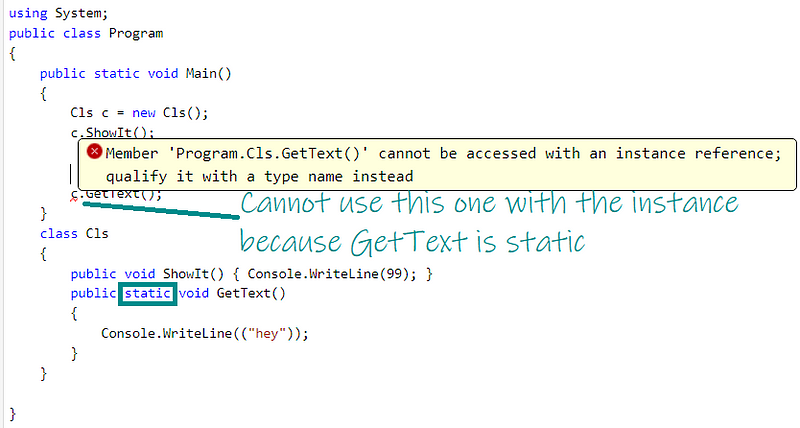 using System;
public class Program
{
public static void Main()
{
Cls c = new Cls();
c.ShowIt();
Member 'Program.Cls.GetText()' cannot be accessed with an instance reference;
qualify it with a type name instead
c.GetText();
Cannot use this one with the instance
because GetText is static
}
class Cls
{
public void ShowIt() { Console.WriteLine(99); }
public static void GetText()
{
Console.WriteLine(("hey"));
}
}
}